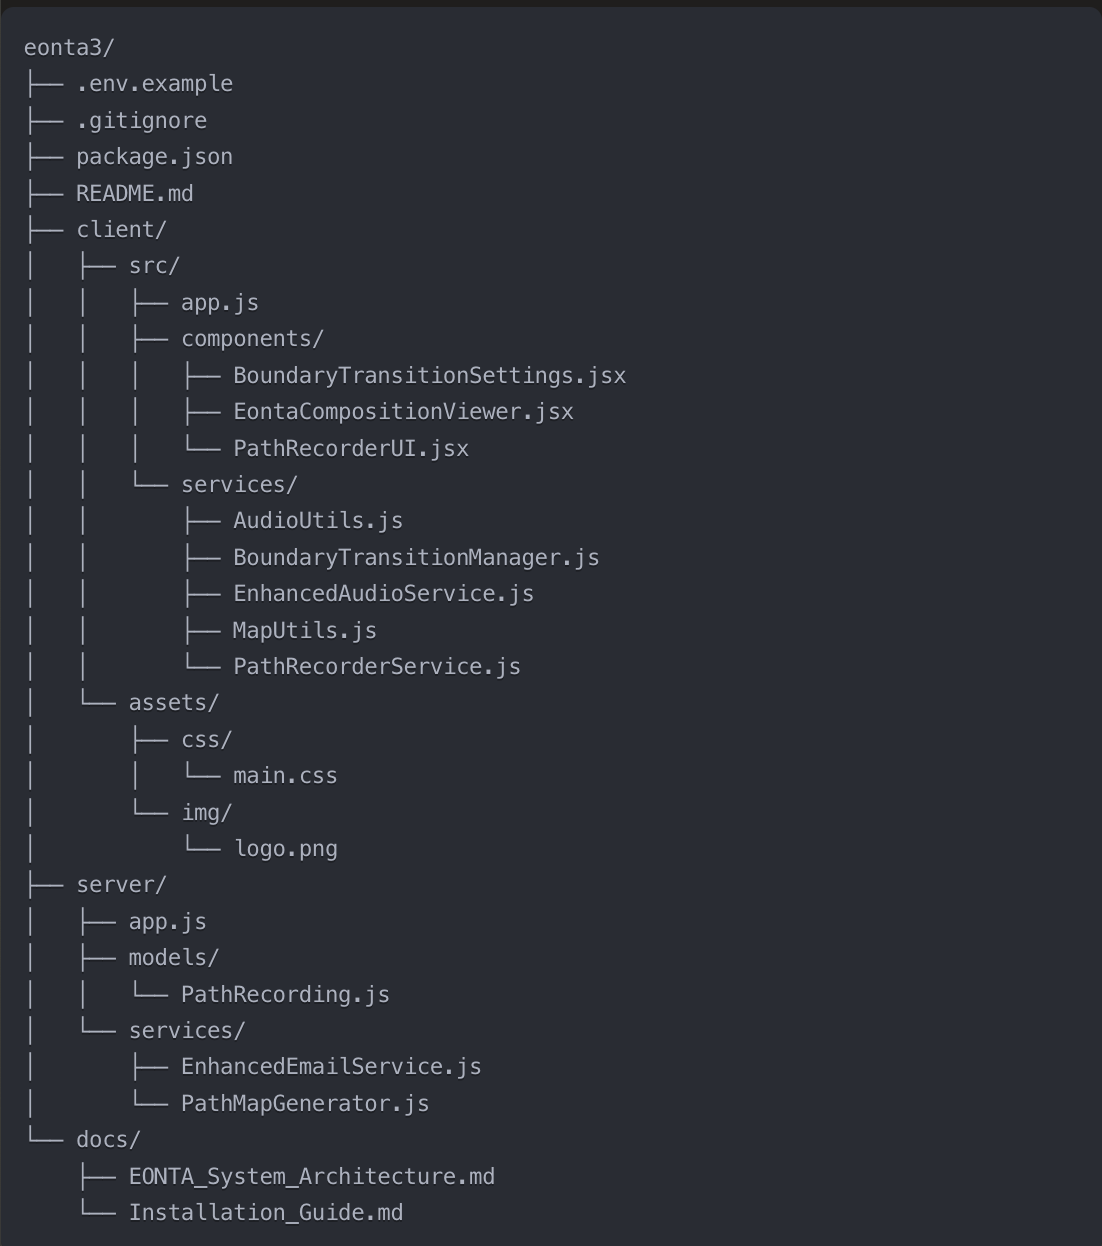 eonta3/
├── .env.example
├── .gitignore
├── package.json
├── README.md
├── client/
│   ├── src/
│   │   ├── app.js
│   │   ├── components/
│   │   │   ├── BoundaryTransitionSettings.jsx
│   │   │   ├── EontaCompositionViewer.jsx
│   │   │   └── PathRecorderUI.jsx
│   │   └── services/
│   │       ├── AudioUtils.js
│   │       ├── BoundaryTransitionManager.js
│   │       ├── EnhancedAudioService.js
│   │       ├── MapUtils.js
│   │       └── PathRecorderService.js
│   └── assets/
│       ├── css/
│       │   └── main.css
│       └── img/
│           └── logo.png
├── server/
│   ├── app.js
│   ├── models/
│   │   └── PathRecording.js
│   └── services/
│       ├── EnhancedEmailService.js
│       └── PathMapGenerator.js
└── docs/
    ├── EONTA_System_Architecture.md
    └── Installation_Guide.md